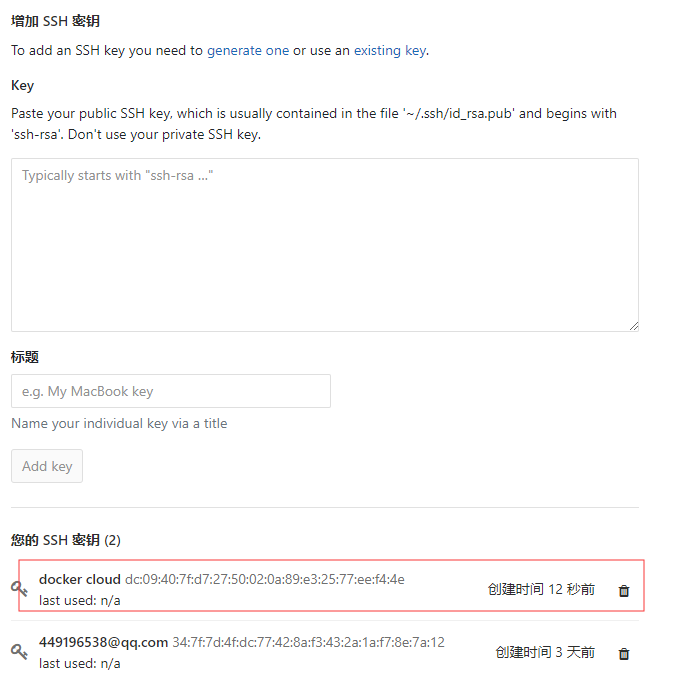 增加 SSH 密钥
To add an SSH key you need to generate one or use an existing key.
Key
Paste your public SSH key, which is usually contained in the file '~/.ssh/id_rsa.pub' and begins with
'ssh-rsa'. Don't use your private SSH key.
Typically starts with "ssh-rsa ..."
标题
e.g. My MacBook key
Name your individual key via a title
Add key
您的 SSH 密钥 (2)
docker cloud dc:09:40:7f:d7:27:50:02:0a:89:e3:25:77:ee:f4:4e
创建时间 12 秒前
last used: n/a
449196538@qq.com 34:7f:7d:4f:dc:77:42:8a:f3:43:2a:1a:f7:8e:7a:12
创建时间 3 天前
last used: n/a